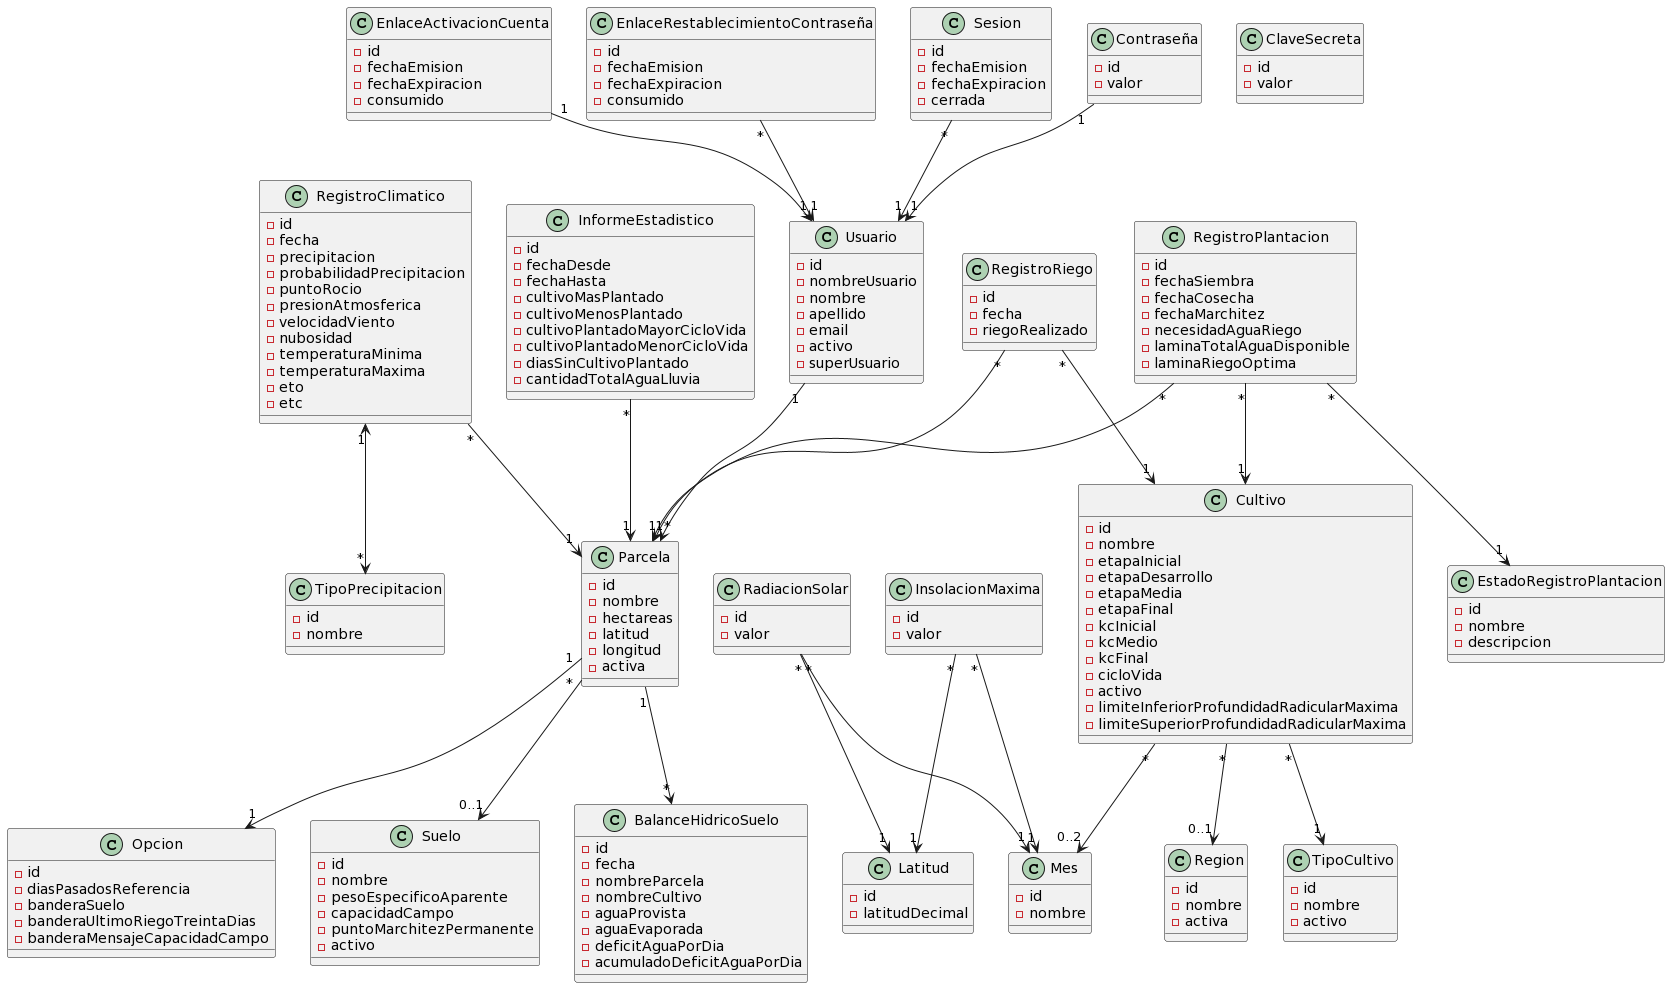 C EnlaceActivacionCuenta
id
fechaEmision
fechaExpiracion
consumido
C EnlaceRestablecimientoContraseña
id
fechaEmision
fechaExpiracion
consumido
C Sesion
id
fechaEmision
fechaExpiracion
cerrada
C Contraseña
id
valor
C ClaveSecreta
id
valor
1
*
*
1
1
1
1
1
C RegistroClimatico
id
fecha
precipitacion
probabilidadPrecipitacion
puntoRocio
presionAtmosferica
velocidadViento
nubosidad
temperaturaMinima
temperaturaMaxima
eto
etc
C InformeEstadistico
id
fechaDesde
fechaHasta
cultivoMasPlantado
cultivoMenosPlantado
cultivoPlantadoMayorCicloVida
cultivoPlantadoMenorCicloVida
diasSinCultivoPlantado
cantidadTotalAguaLluvia
C Usuario
id
nombreUsuario
nombre
apellido
email
activo
superUsuario
C RegistroRiego
id
fecha
riegoRealizado
C RegistroPlantacion
id
fechaSiembra
fechaCosecha
fechaMarchitez
necesidadAguaRiego
laminaTotalAguaDisponible
laminaRiegoOptima
1
*
*
1
*
*
*
*
*
*
1
1
1
1
*
1
1
1
C TipoPrecipitacion
id
nombre
C Parcela
id
nombre
hectareas
latitud
longitud
activa
C RadiacionSolar
id
valor
C InsolacionMaxima
id
valor
C Cultivo
id
nombre
etapaInicial
etapaDesarrollo
etapaMedia
etapaFinal
kcInicial
kcMedio
kcFinal
cicloVida
activo
limiteInferiorProfundidadRadicularMaxima
limiteSuperiorProfundidadRadicularMaxima
C EstadoRegistroPlantacion
id
nombre
descripcion
1
*
1
*
*
*
*
*
*
*
1
0..1
*
1
1
1
1
0..2
0..1
1
C Opcion
id
diasPasadosReferencia
banderaSuelo
banderaUltimoRiegoTreintaDias
banderaMensajeCapacidadCampo
C Suelo
id
nombre
pesoEspecificoAparente
capacidadCampo
puntoMarchitezPermanente
activo
C BalanceHidricoSuelo
id
fecha
nombreParcela
nombreCultivo
aguaProvista
aguaEvaporada
deficitAguaPorDia
acumuladoDeficitAguaPorDia
C Latitud
id
latitudDecimal
C Mes
id
nombre
C Region
id
nombre
activa
C TipoCultivo
id
nombre
activo